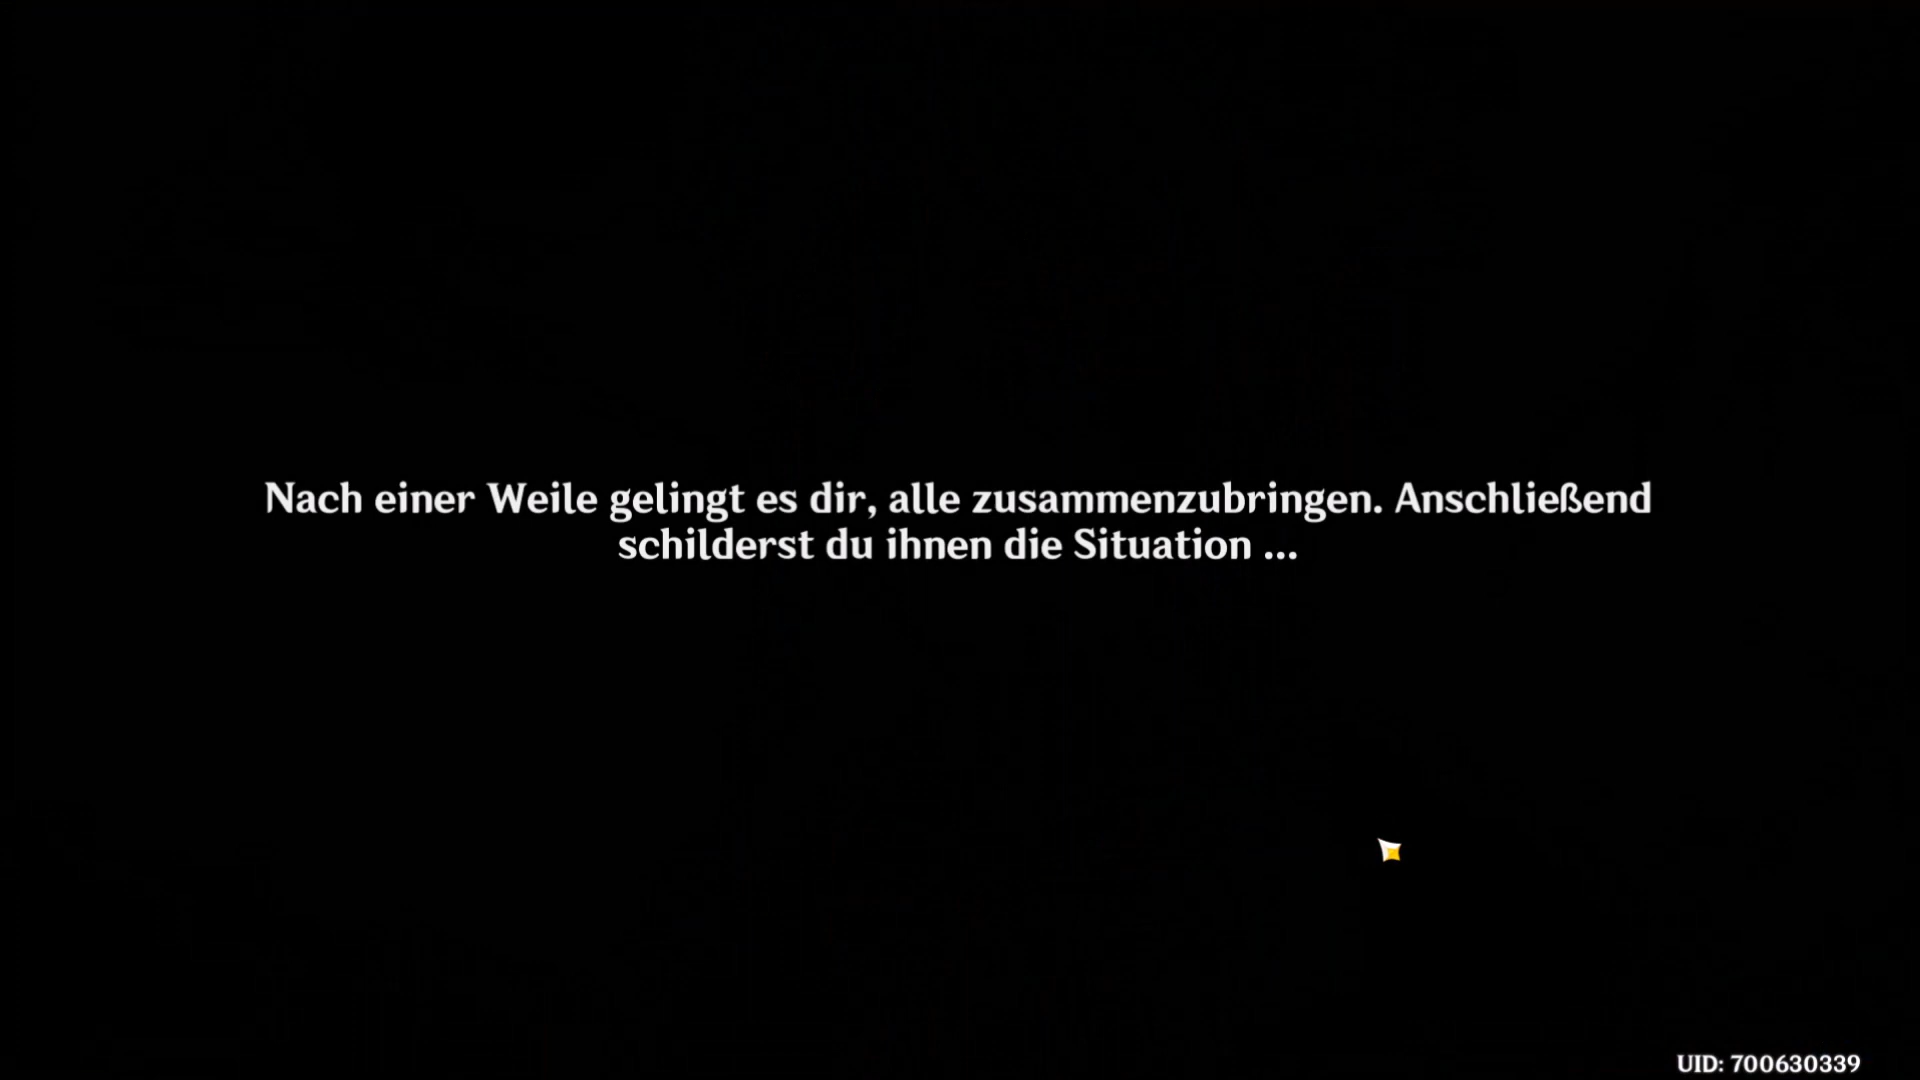 Nach einer Weile gelingt es dir, alle zusammenzubringen. Anschließend
schilderst du ihnen die Situation ...
UID: 700630339